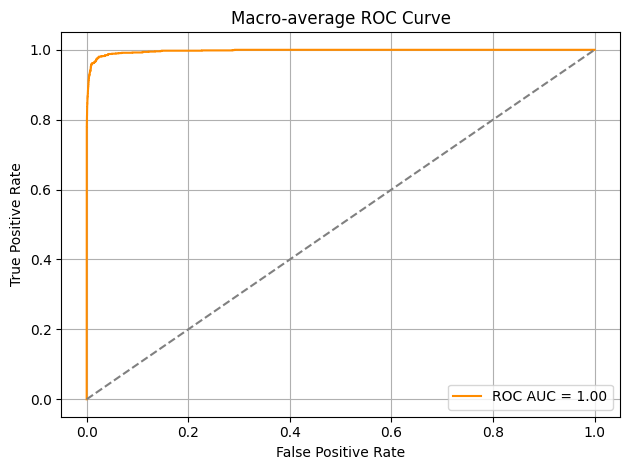 Macro-average ROC Curve
True Positive Rate
1.0
0.8
0.6
0.4
0.2
0.0
0.0 0.2 0.4 0.6 0.8 1.0
False Positive Rate
ROC AUC = 1.00